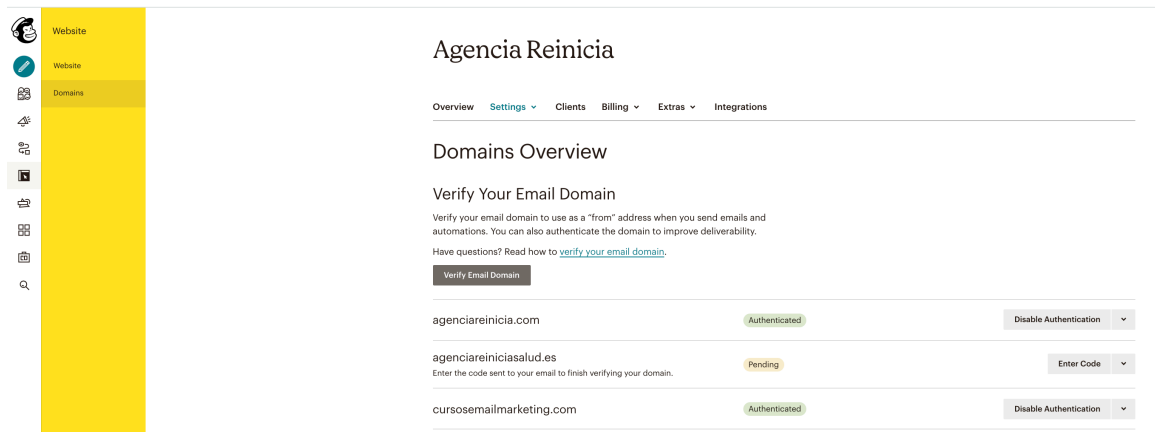 Website
Website
Domains
Agencia Reinicia
Overview Settings Clients Billing Extras Integrations
Domains Overview
Verify Your Email Domain
Verify your email domain to use as a “from” address when you send emails and
automations. You can also authenticate the domain to improve deliverability.
Have questions? Read how to verify your email domain.
Verify Email Domain
agenciareinicia.com Authenticated Disable Authentication
agenciareiniciasalud.es Pending Enter Code
Enter the code sent to your email to finish verifying your domain.
cursosemailmarketing.com Authenticated Disable Authentication